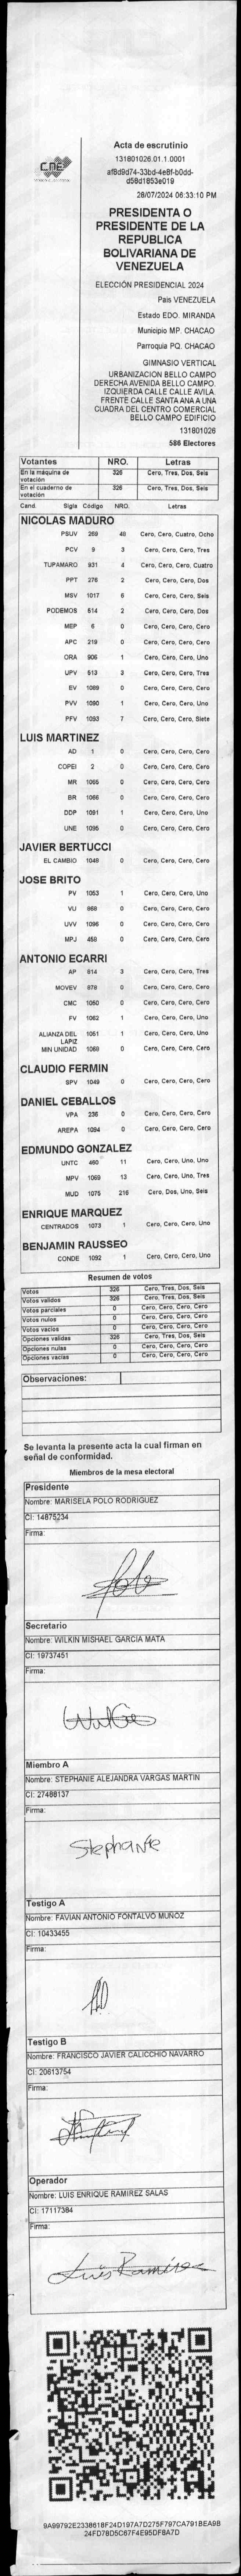 CNE
Acta de escrutinio
131801026.01.1.0001
af8d9d74-33bd-4e8f-b0dd-
d58d1853e019
28/07/2024 06:33:10 PM
PRESIDENTA O
PRESIDENTE DE LA
REPUBLICA
BOLIVARIANA DE
VENEZUELA
ELECCIÓN PRESIDENCIAL 2024
Pais VENEZUELA
Estado EDO. MIRANDA
Municipio MP. CHACAO
Parroquia PQ. CHACAO
GIMNASIO VERTICAL
URBANIZACION BELLO CAMPO
DERECHA AVENIDA BELLO CAMPO.
IZQUIERDA CALLE CALLE AVILA.
FRENTE CALLE SANTA ANA A UNA
CUADRA DEL CENTRO COMERCIAL
BELLO CAMPO EDIFICIO
131801026
586 Electores
Votantes NRO. Letras
En la máquina de votación 326 Cero, Tres, Dos, Seis
En el cuaderno de votación 326 Cero, Tres, Dos, Seis
Cand. Sigla Código NRO. Letras
NICOLAS MADURO
PSUV 269 48 Cero, Cero, Cuatro, Ocho
PCV 9 3 Cero, Cero, Cero, Tres
TUPAMARO 931 4 Cero, Cero, Cero, Cuatro
PPT 276 2 Cero, Cero, Cero, Dos
MSV 1017 6 Cero, Cero, Cero, Seis
PODEMOS 514 2 Cero, Cero, Cero, Dos
MEP 6 0 Cero, Cero, Cero, Cero
APC 219 0 Cero, Cero, Cero, Cero
ORA 906 1 Cero, Cero, Cero, Uno
UPV 513 3 Cero, Cero, Cero, Tres
EV 1089 0 Cero, Cero, Cero, Cero
PVV 1090 1 Cero, Cero, Cero, Uno
PFV 1093 7 Cero, Cero, Cero, Siete
LUIS MARTINEZ
AD 1 0 Cero, Cero, Cero, Cero
COPEI 2 0 Cero, Cero, Cero, Cero
MR 1065 0 Cero, Cero, Cero, Cero
BR 1066 0 Cero, Cero, Cero, Cero
DDP 1091 1 Cero, Cero, Cero, Uno
UNE 1095 0 Cero, Cero, Cero, Cero
JAVIER BERTUCCI
EL CAMBIO 1048 0 Cero, Cero, Cero, Cero
JOSE BRITO
PV 1053 1 Cero, Cero, Cero, Uno
VU 868 0 Cero, Cero, Cero, Cero
UVV 1096 0 Cero, Cero, Cero, Cero
MPJ 458 0 Cero, Cero, Cero, Cero
ANTONIO ECARRI
AP 814 3 Cero, Cero, Cero, Tres
MOVEV 878 0 Cero, Cero, Cero, Cero
CMC 1050 0 Cero, Cero, Cero, Cero
FV 1062 1 Cero, Cero, Cero, Uno
ALIANZA DEL LAPIZ 1051 1 Cero, Cero, Cero, Uno
MIN UNIDAD 1068 0 Cero, Cero, Cero, Cero
CLAUDIO FERMIN
SPV 1049 0 Cero, Cero, Cero, Cero
DANIEL CEBALLOS
VPA 236 0 Cero, Cero, Cero, Cero
AREPA 1094 0 Cero, Cero, Cero, Cero
EDMUNDO GONZALEZ
UNTC 460 11 Cero, Cero, Uno, Uno
MPV 1069 13 Cero, Cero, Uno, Tres
MUD 1075 216 Cero, Dos, Uno, Seis
ENRIQUE MARQUEZ
CENTRADOS 1073 1 Cero, Cero, Cero, Uno
BENJAMIN RAUSSEO
CONDE 1092 1 Cero, Cero, Cero, Uno
Resumen de votos
Votos 326 Cero, Tres, Dos, Seis
Votos validos 326 Cero, Tres, Dos, Seis
Votos parciales 0 Cero, Cero, Cero, Cero
Votos nulos 0 Cero, Cero, Cero, Cero
Votos vacios 0 Cero, Cero, Cero, Cero
Opciones validas 326 Cero, Tres, Dos, Seis
Opciones nulas 0 Cero, Cero, Cero, Cero
Opciones vacias 0 Cero, Cero, Cero, Cero
Observaciones:
Se levanta la presente acta la cual firman en
señal de conformidad.
Miembros de la mesa electoral
Presidente
Nombre: MARISELA POLO RODRIGUEZ
CI: 14875234
Firma:
Secretario
Nombre: WILKIN MISHAEL GARCIA MATA
CI: 19737451
Firma:
Miembro A
Nombre: STEPHANIE ALEJANDRA VARGAS MARTIN
CI: 27488137
Firma:
Stephanie
Testigo A
Nombre: FAVIAN ANTONIO FONTALVO MUÑOZ
CI: 10433455
Firma:
Testigo B
Nombre: FRANCISCO JAVIER CALICCHIO NAVARRO
CI: 20613754
Firma:
Operador
Nombre: LUIS ENRIQUE RAMIREZ SALAS
CI: 17117384
Firma:
Luis Ramirez
9A99792E2338618F24D197A7D275F797CA791BEA9B
24FD78D5C67F4E95DF8A7D